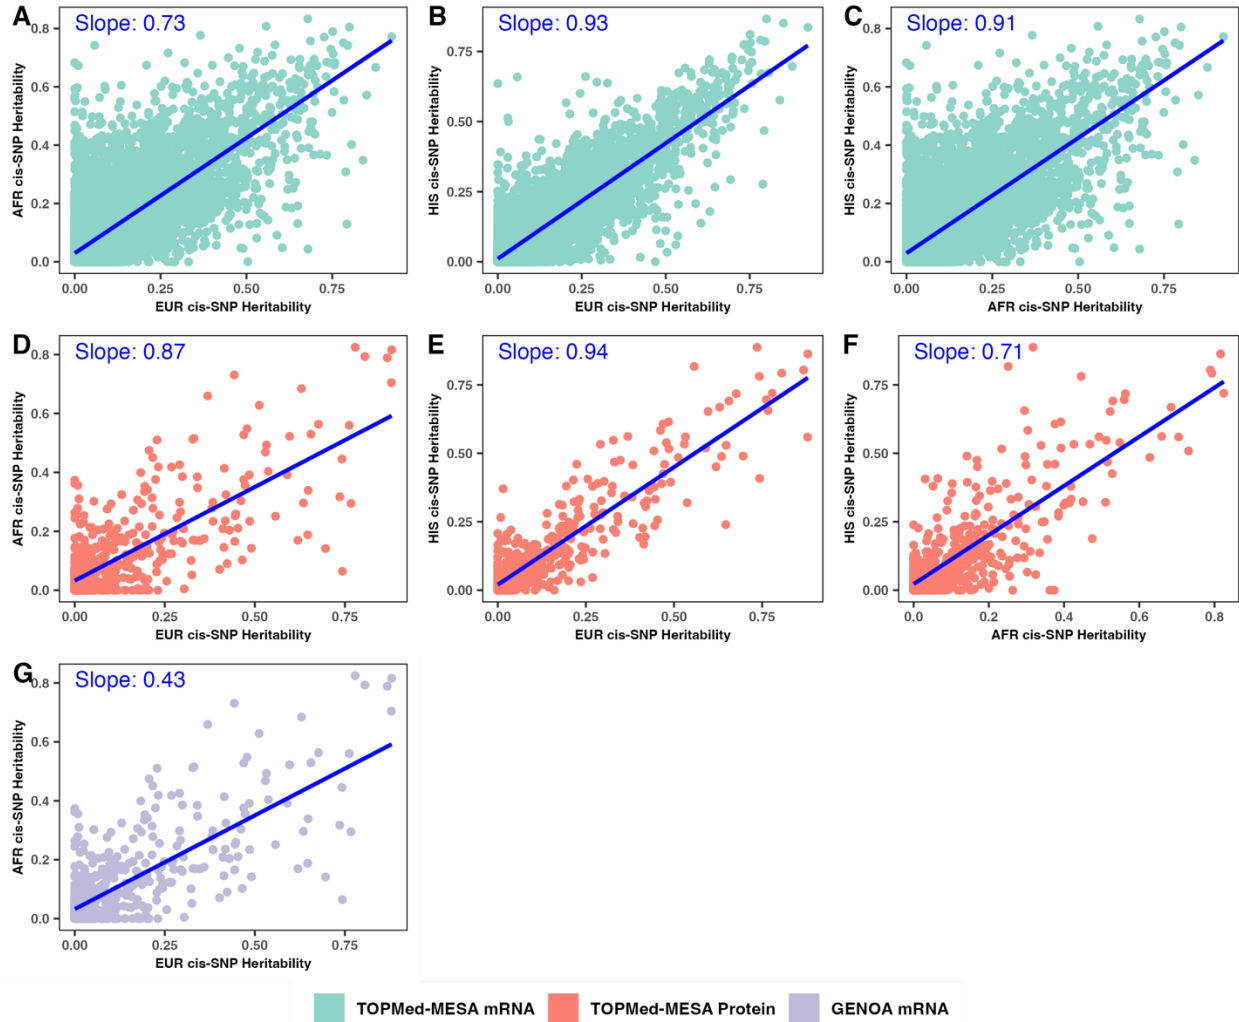 A
Slope: 0.73
0.8
0.6
0.4
0.2
0.0
AFR cis-SNP Heritability
0.00 0.25 0.50 0.75
EUR cis-SNP Heritability
B
Slope: 0.93
0.75
0.50
0.25
0.00
HIS cis-SNP Heritability
0.00 0.25 0.50 0.75
EUR cis-SNP Heritability
C
Slope: 0.91
0.8
0.6
0.4
0.2
0.0
HIS cis-SNP Heritability
0.00 0.25 0.50 0.75
AFR cis-SNP Heritability
D
Slope: 0.87
0.8
0.6
0.4
0.2
0.0
AFR cis-SNP Heritability
0.00 0.25 0.50 0.75
EUR cis-SNP Heritability
E
Slope: 0.94
0.75
0.50
0.25
0.00
HIS cis-SNP Heritability
0.00 0.25 0.50 0.75
EUR cis-SNP Heritability
F
Slope: 0.71
0.75
0.50
0.25
0.00
HIS cis-SNP Heritability
0.0 0.2 0.4 0.6 0.8
AFR cis-SNP Heritability
G
Slope: 0.43
0.8
0.6
0.4
0.2
0.0
AFR cis-SNP Heritability
0.00 0.25 0.50 0.75
EUR cis-SNP Heritability
TOPMed-MESA mRNA TOPMed-MESA Protein GENOA mRNA